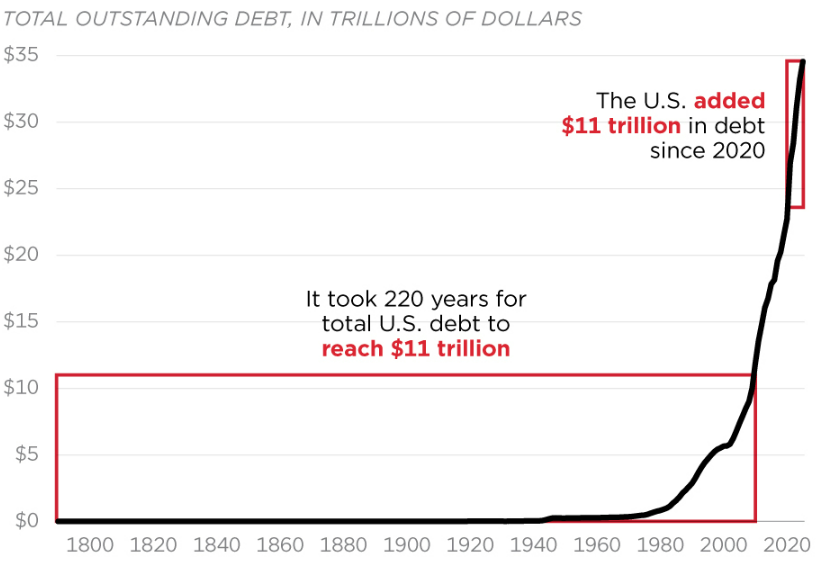 TOTAL OUTSTANDING DEBT, IN TRILLIONS OF DOLLARS
$35
The U.S. added
$11 trillion in debt
since 2020
$30
$25
$20
It took 220 years for
total U.S. debt to
reach $11 trillion
$15
$10
$5
$0
1800 1820 1840 1860 1880 1900 1920 1940 1960 1980 2000 2020